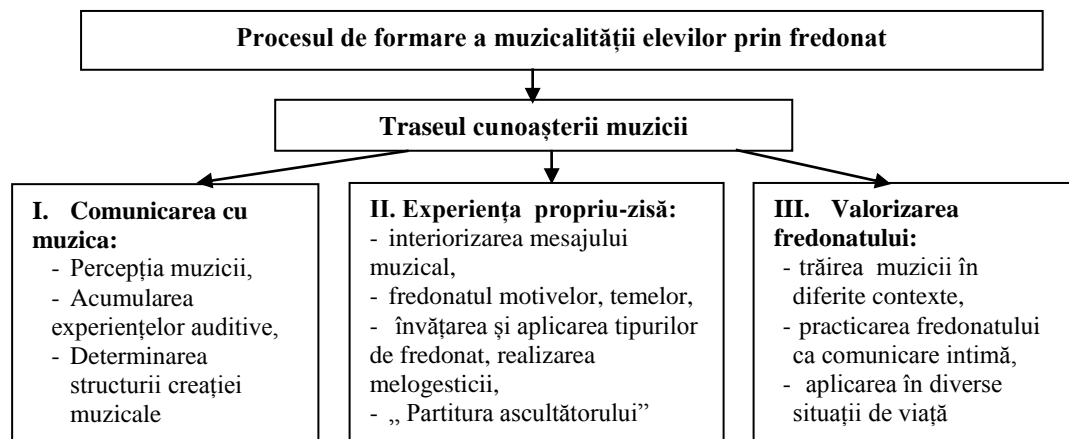 Procesul de formare a muzicalității elevilor prin fredonat
Traseul cunoașterii muzicii
I. Comunicarea cu
muzica:
- Percepția muzicii,
- Acumularea
experiențelor auditive,
- Determinarea
structurii creației
muzicale
II. Experiența propriu-zisă:
- interiorizarea mesajului
muzical,
- fredonatul motivelor, temelor,
- învățarea și aplicarea tipurilor
de fredonat, realizarea
melogesticii,
- „ Partitura ascultătorului”
III. Valorizarea
fredonatului:
- trăirea muzicii în
diferite contexte,
- practicarea fredonatului
ca comunicare intimă,
- aplicarea în diverse
situații de viață